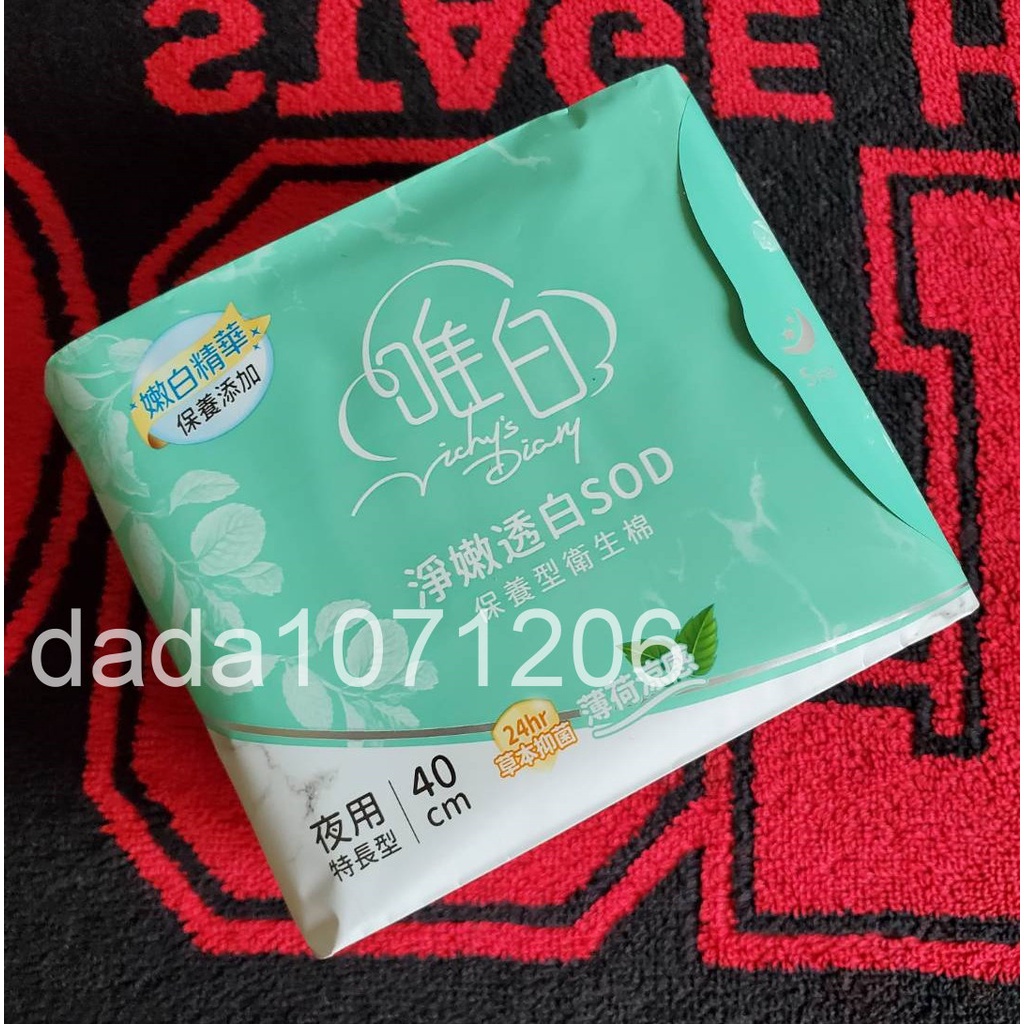 嫩白精華
保養添加
唯白
Vichy's
Diary
淨嫩透白SOD
保養型衛生棉
dada1071206
薄荷涼感
24hr
草本抑菌
夜用
特長型
40
cm